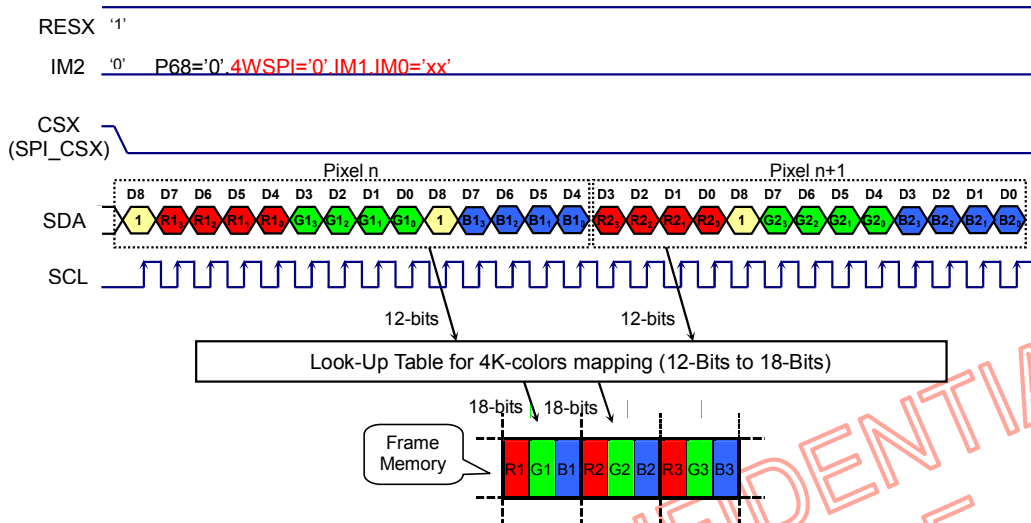 RESX '1'
IM2 '0' P68='0',4WSPI='0',IM1,IM0='xx'
CSX
(SPI_CSX)
Pixel n Pixel n+1
D8 D7 D6 D5 D4 D3 D2 D1 D0 D8 D7 D6 D5 D4 D3 D2 D1 D0 D8 D7 D6 D5 D4 D3 D2 D1 D0
SDA 1 R1₃ R1₂ R1₁ R1₀ G1₃ G1₂ G1₁ G1₀ 1 B1₃ B1₂ B1₁ B1₀ R2₃ R2₂ R2₁ R2₀ 1 G2₃ G2₂ G2₁ G2₀ B2₃ B2₂ B2₁ B2₀
SCL
12-bits 12-bits
Look-Up Table for 4K-colors mapping (12-Bits to 18-Bits)
18-bits 18-bits
Frame
Memory
R1 G1 B1 R2 G2 B2 R3 G3 B3